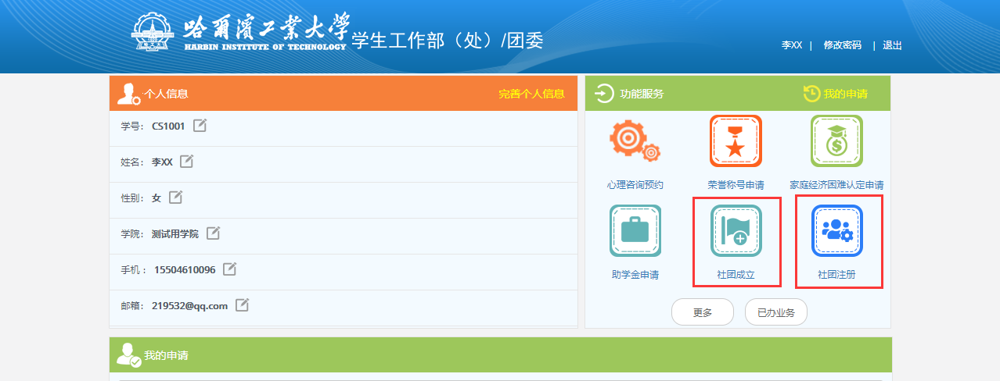 哈爾濱工業大學
HARBIN INSTITUTE OF TECHNOLOGY
学生工作部（处）/团委
李XX | 修改密码 | 退出
个人信息
完善个人信息
学号： CS1001
姓名： 李XX
性别： 女
学院： 测试用学院
手机： 15504610096
邮箱： 219532@qq.com
功能服务
我的申请
心理咨询预约
荣誉称号申请
家庭经济困难认定申请
助学金申请
社团成立
社团注册
更多
已办业务
我的申请